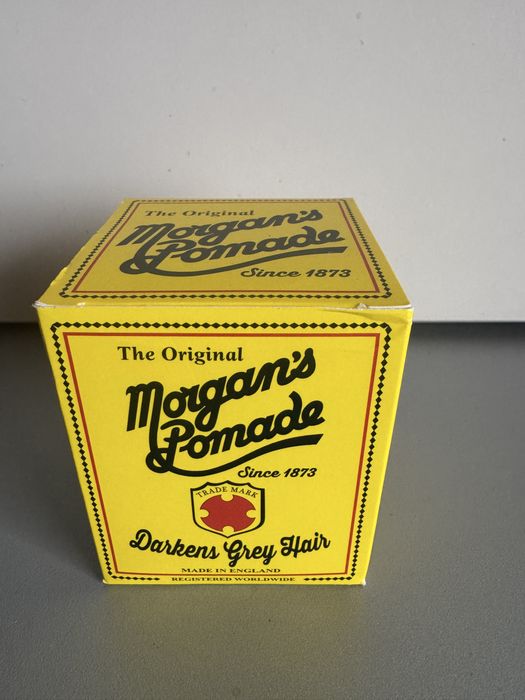 The Original
Morgan's
Pomade
Since 1873
The Original
Morgan's
Pomade
Since 1873
TRADE MARK
Darkens Grey Hair
MADE IN ENGLAND
REGISTERED WORLDWIDE